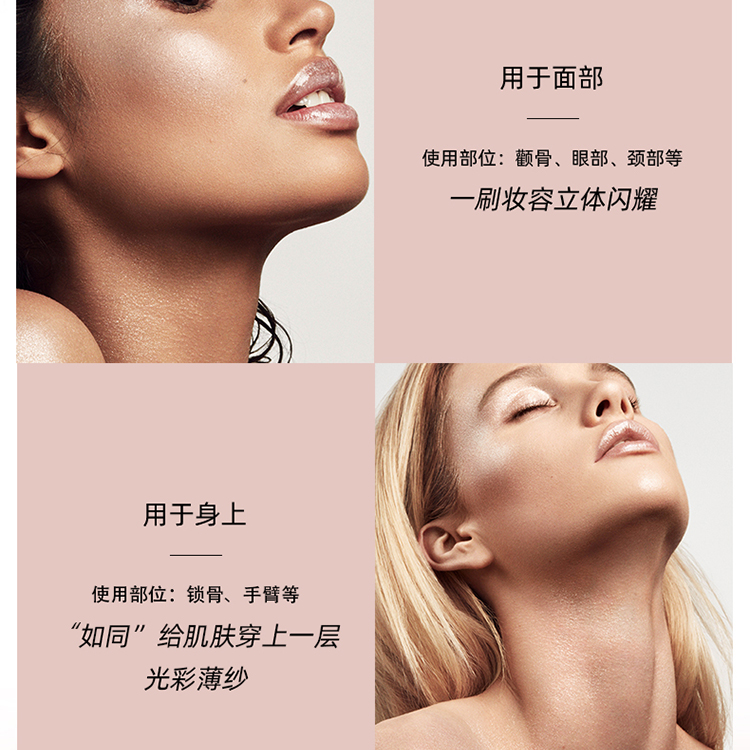 用于面部
使用部位：颧骨、眼部、颈部等
一刷妆容立体闪耀
用于身上
使用部位：锁骨、手臂等
“如同”给肌肤穿上一层
光彩薄纱